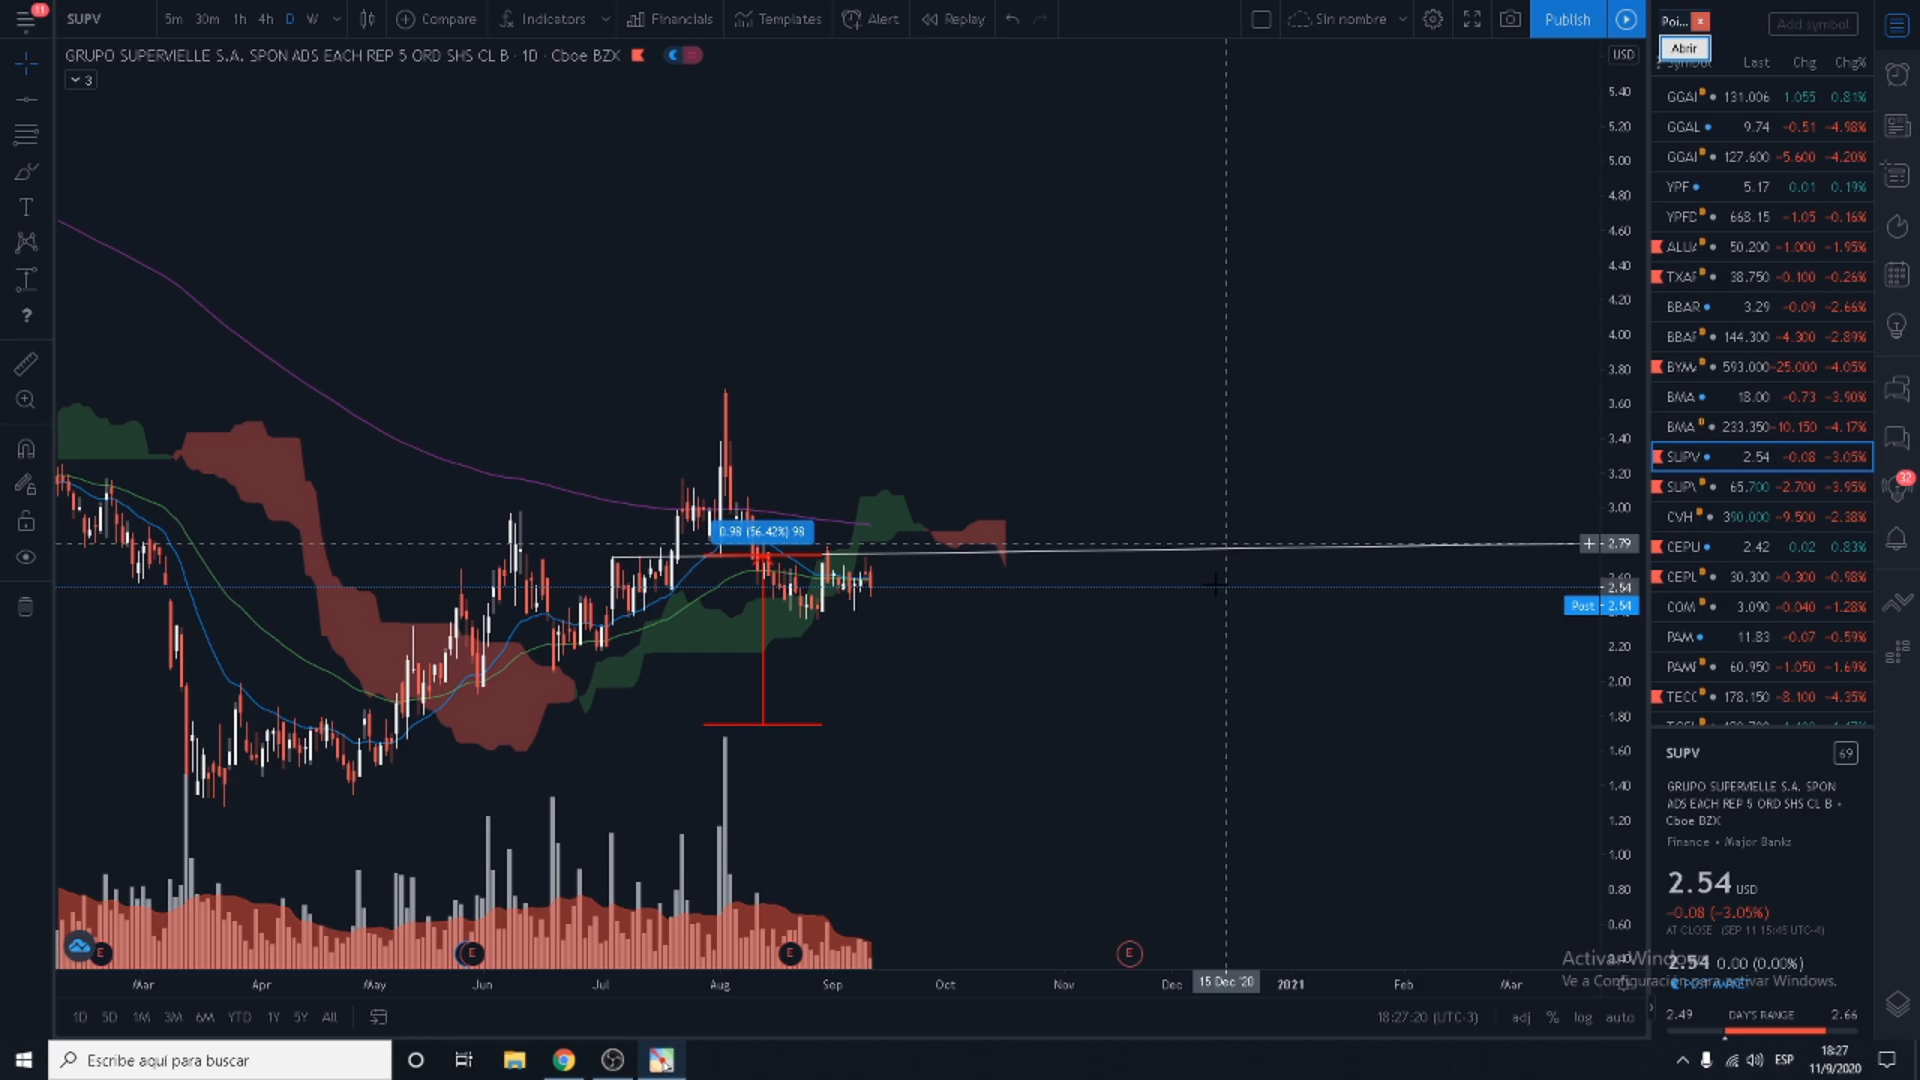 11
SUPV
5m 30m 1h 4h D W
Compare
Indicators
Financials
Templates
Alert
Replay
Sin nombre
Publish
GRUPO SUPERVIELLE S.A. SPON ADS EACH REP 5 ORD SHS CL B · 1D · Cboe BZX
3
USD
5.40
5.20
5.00
4.80
4.60
4.40
4.20
4.00
3.80
3.60
3.40
3.20
3.00
2.79
2.54
Post 2.54
2.20
2.00
1.80
1.60
1.40
1.20
1.00
0.80
0.60
0.98 (56.42%) 98
E
E
E
E
Mar Apr May Jun Jul Aug Sep Oct Nov Dec 15 Dec '20 2021 Feb Mar
1D 5D 1M 3M 6M YTD 1Y 5Y All
18:27:20 (UTC-3) adj % log auto
Poi...
Abrir
Add symbol
Last Chg Chg%
GGAL 131.006 1.055 0.81%
GGAL 9.74 -0.51 -4.98%
GGAL 127.600 -5.600 -4.20%
YPF 5.17 0.01 0.19%
YPFD 668.15 -1.05 -0.16%
ALUA 50.200 -1.000 -1.95%
TXAR 38.750 -0.100 -0.26%
BBAR 3.29 -0.09 -2.66%
BBAR 144.300 -4.300 -2.89%
BYMA 593.000 -25.000 -4.05%
BMA 18.00 -0.73 -3.90%
BMA 233.350 -10.150 -4.17%
SUPV 2.54 -0.08 -3.05%
SUPV 65.700 -2.700 -3.95%
CVH 390.000 -9.500 -2.38%
CEPU 2.42 0.02 0.83%
CEPU 30.300 -0.300 -0.98%
COM 3.090 -0.040 -1.28%
PAM 11.83 -0.07 -0.59%
PAMP 60.950 -1.050 -1.69%
TECO 178.150 -8.100 -4.35%
32
SUPV
69
GRUPO SUPERVIELLE S.A. SPON
ADS EACH REP 5 ORD SHS CL B •
Cboe BZX
Finance • Major Banks
2.54 USD
-0.08 (-3.05%)
AT CLOSE (SEP 11 15:45 UTC-4)
2.54 0.00 (0.00%)
POST MARKET
2.49 DAY'S RANGE 2.66
Activar Windows
Ve a Configuración para activar Windows.
Escribe aquí para buscar
ESP
18:27
11/9/2020